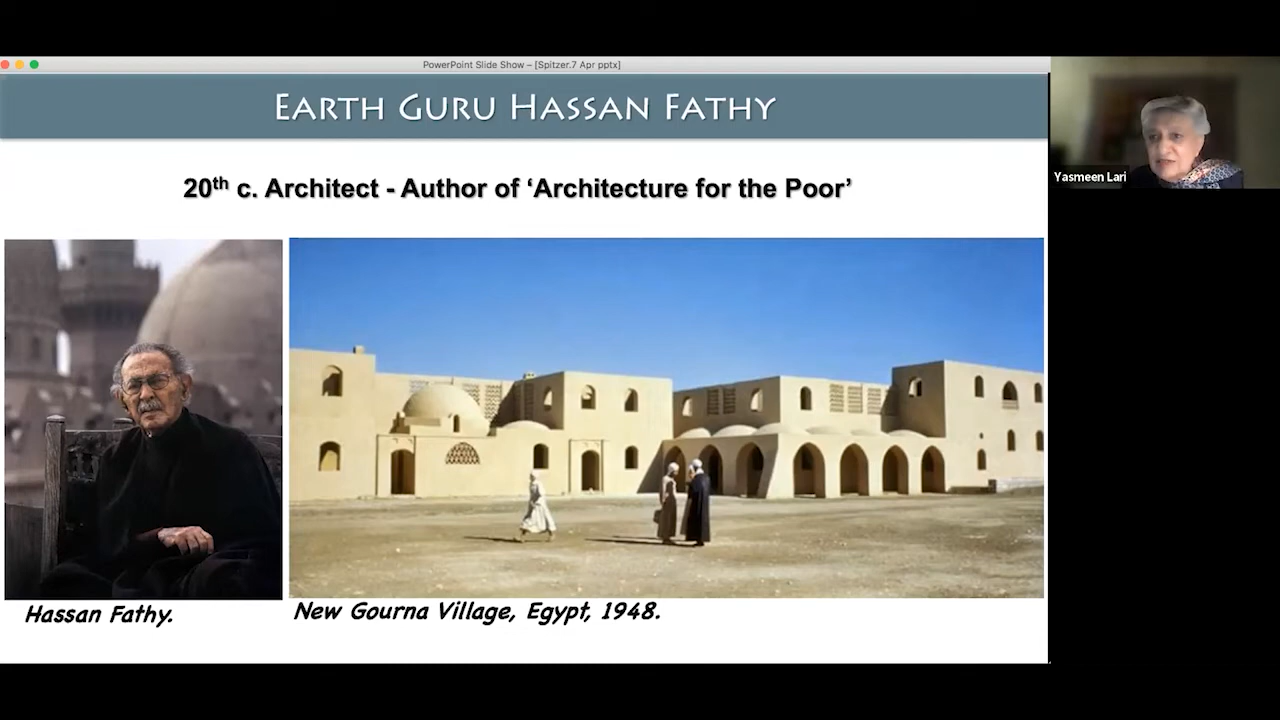 PowerPoint Slide Show – [Spitzer.7 Apr pptx]
Earth Guru Hassan Fathy
20th c. Architect - Author of ‘Architecture for the Poor’
Yasmeen Lari
Hassan Fathy.
New Gourna Village, Egypt, 1948.